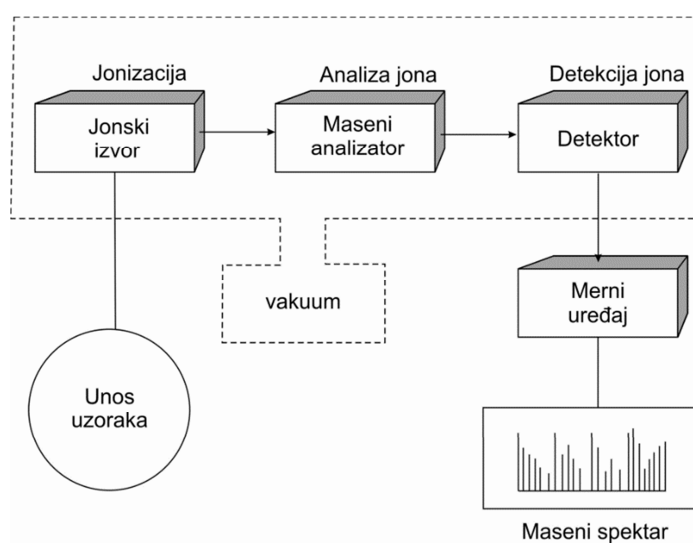 Jonizacija
Analiza jona
Detekcija jona
Jonski
izvor
Maseni
analizator
Detektor
vakuum
Merni
uređaj
Unos
uzoraka
Maseni spektar